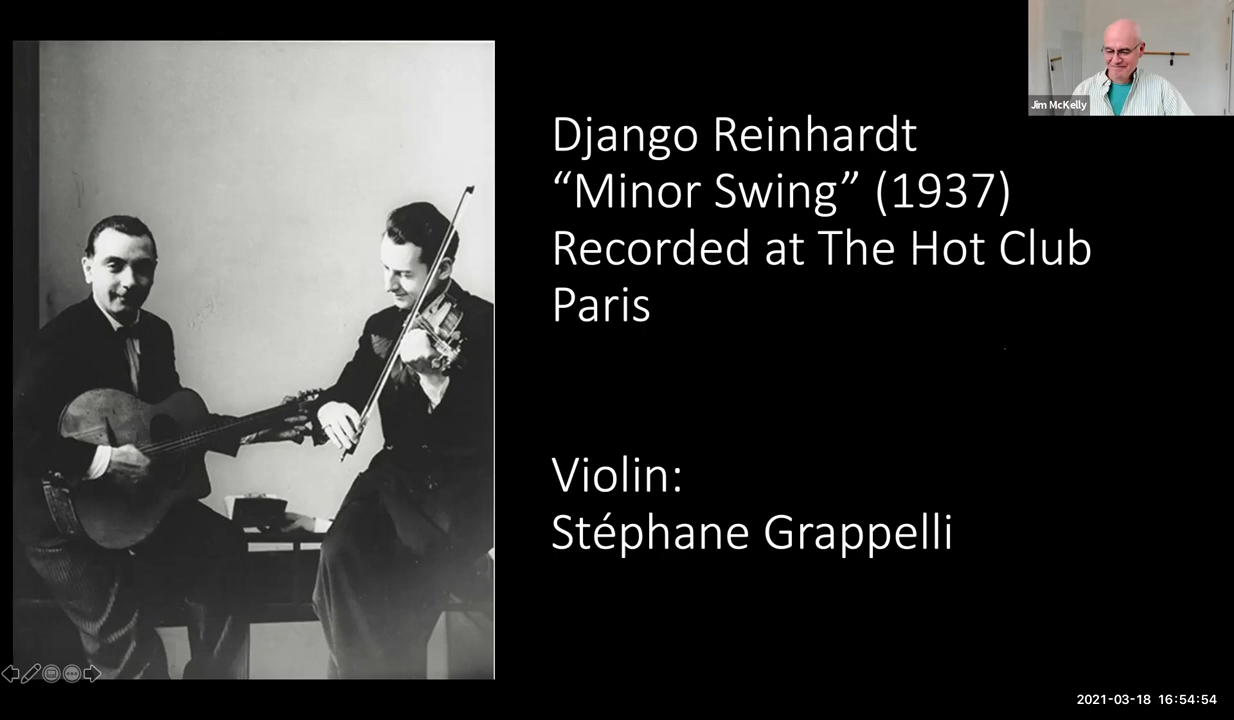 Jim McKelly
Django Reinhardt
“Minor Swing” (1937)
Recorded at The Hot Club
Paris
Violin:
Stéphane Grappelli
2021-03-18 16:54:54